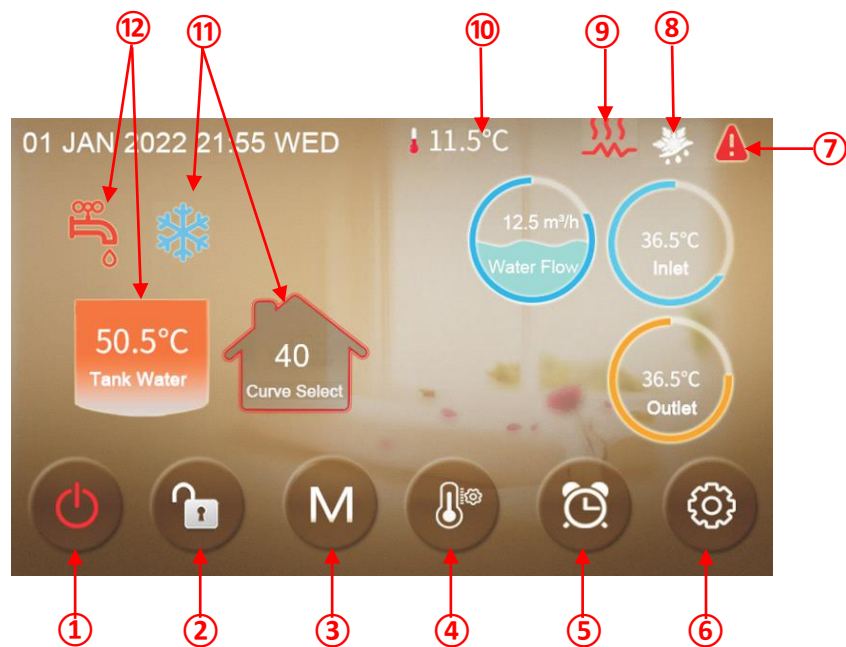 ⑫ ⑪ ⑩ ⑨ ⑧
⑦
01 JAN 2022 21:55 WED
11.5°C
12.5 m³/h
Water Flow
36.5°C
Inlet
50.5°C
Tank Water
40
Curve Select
36.5°C
Outlet
M
① ② ③ ④ ⑤ ⑥